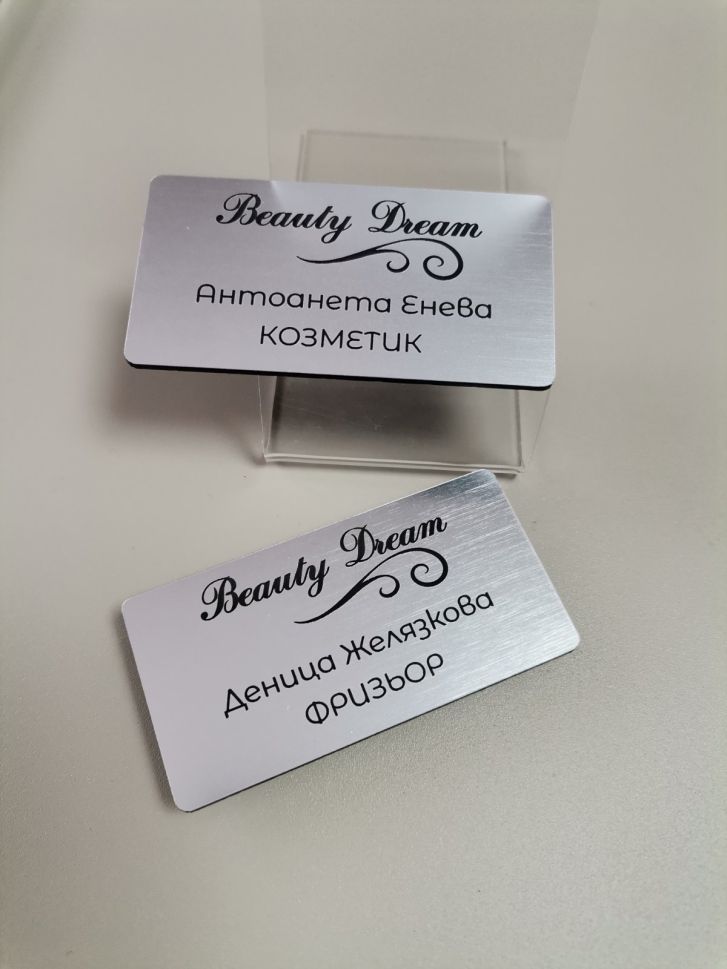 Beauty Dream
Антоанета Енева
КОЗМЕТИК
Beauty Dream
Деница Желязкова
ФРИЗЬОР